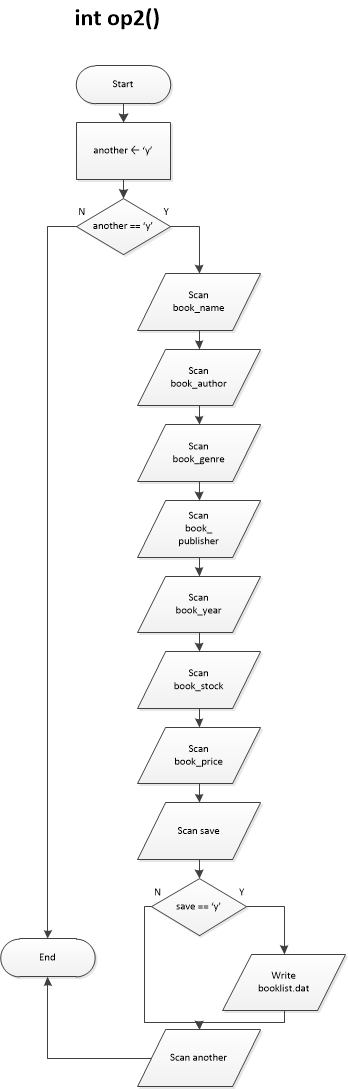 int op2()
Start
another ← ‘y’
N
Y
another == ‘y’
Scan
book_name
Scan
book_author
Scan
book_genre
Scan
book_
publisher
Scan
book_year
Scan
book_stock
Scan
book_price
Scan save
N
Y
save == ‘y’
End
Write
booklist.dat
Scan another